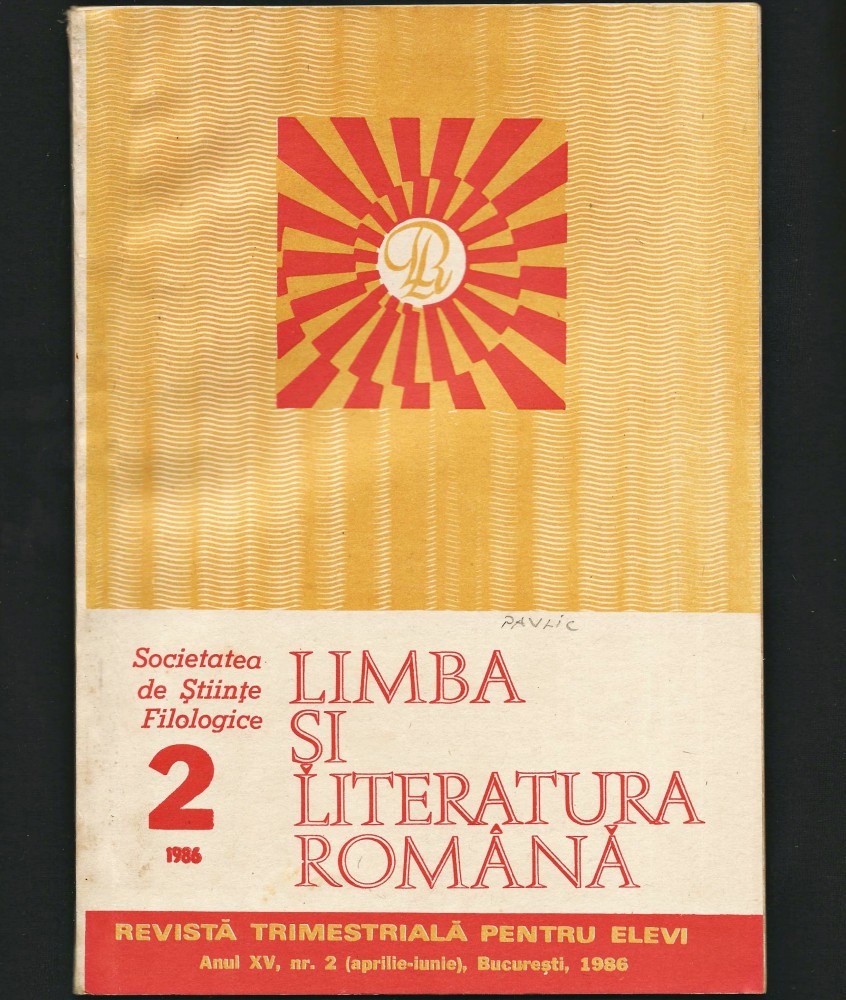 LLR
PAVLIC
Societatea
de Științe
Filologice
2
1986
LIMBA
ȘI
LITERATURA
ROMÂNĂ
REVISTĂ TRIMESTRIALĂ PENTRU ELEVI
Anul XV, nr. 2 (aprilie-iunie), București, 1986